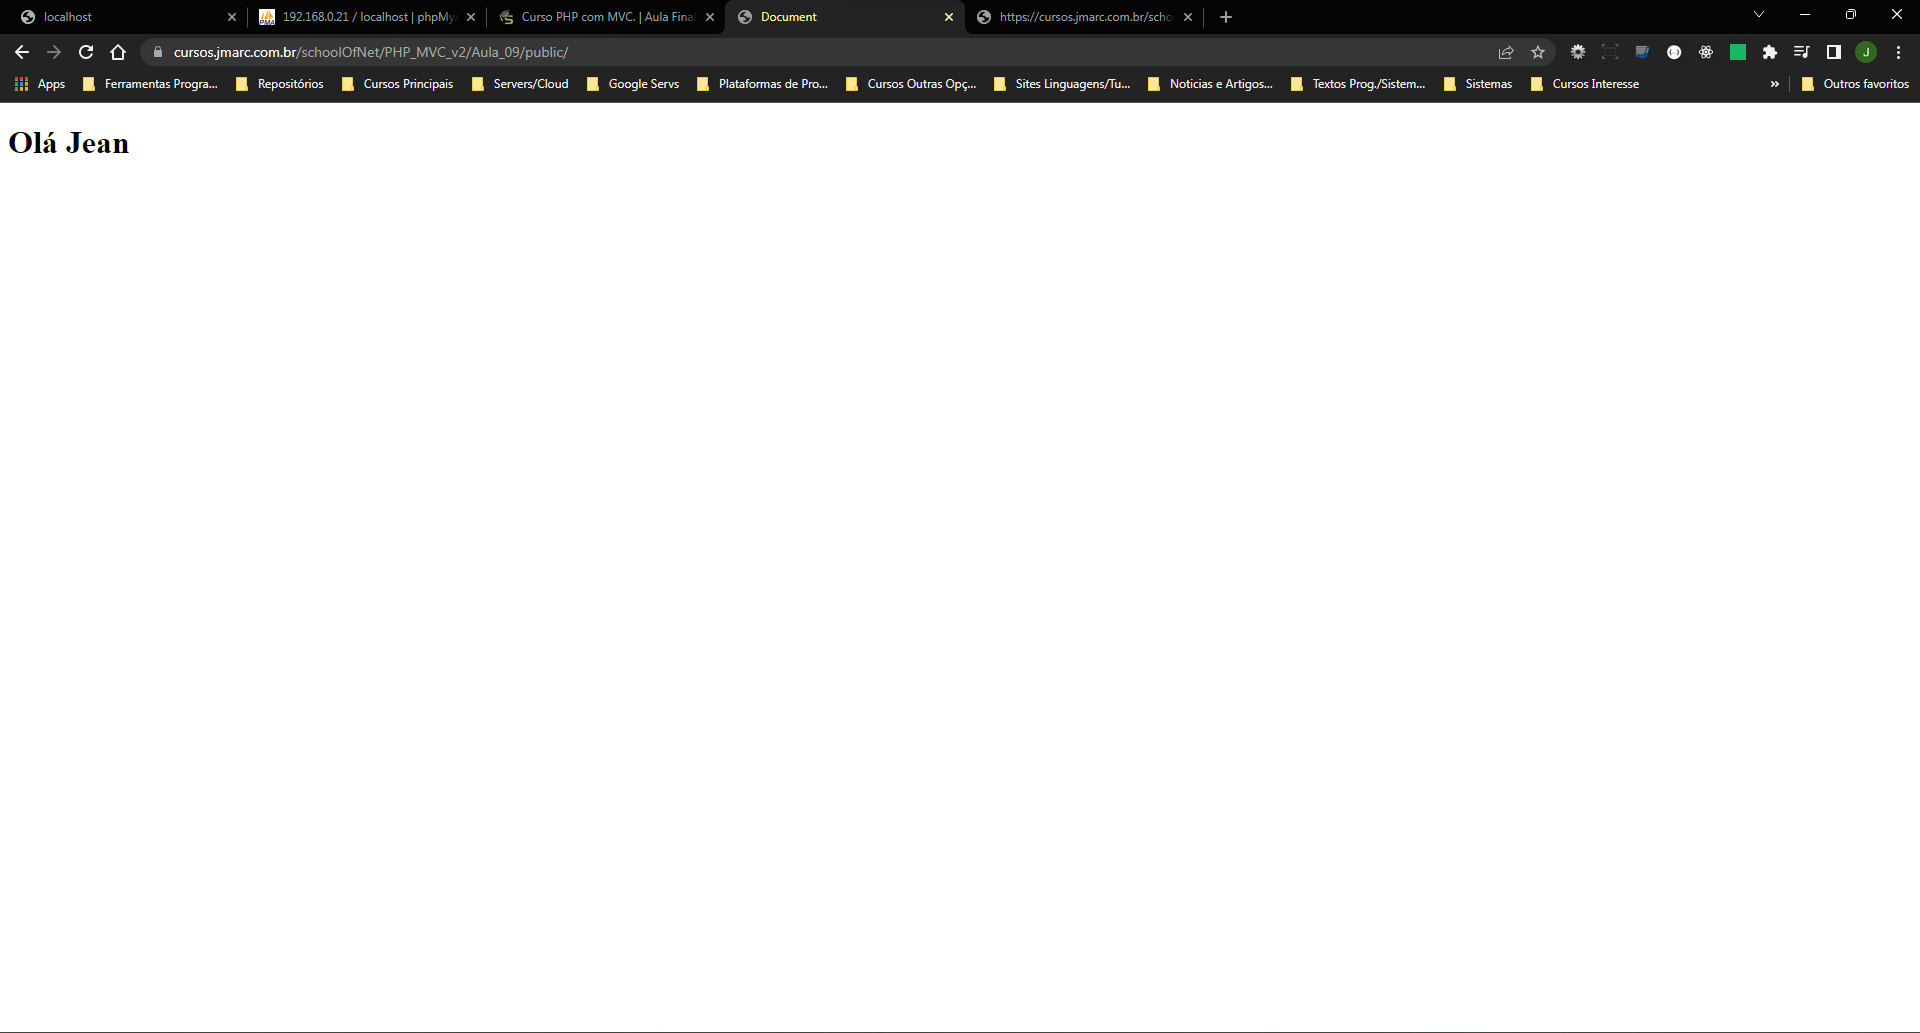 localhost
192.168.0.21 / localhost | phpMy
Curso PHP com MVC. | Aula Final
Document
https://cursos.jmarc.com.br/scho
cursos.jmarc.com.br/schoolOfNet/PHP_MVC_v2/Aula_09/public/
J
Apps
Ferramentas Progra...
Repositórios
Cursos Principais
Servers/Cloud
Google Servs
Plataformas de Pro...
Cursos Outras Opç...
Sites Linguagens/Tu...
Noticias e Artigos...
Textos Prog./Sistem...
Sistemas
Cursos Interesse
»
Outros favoritos
Olá Jean